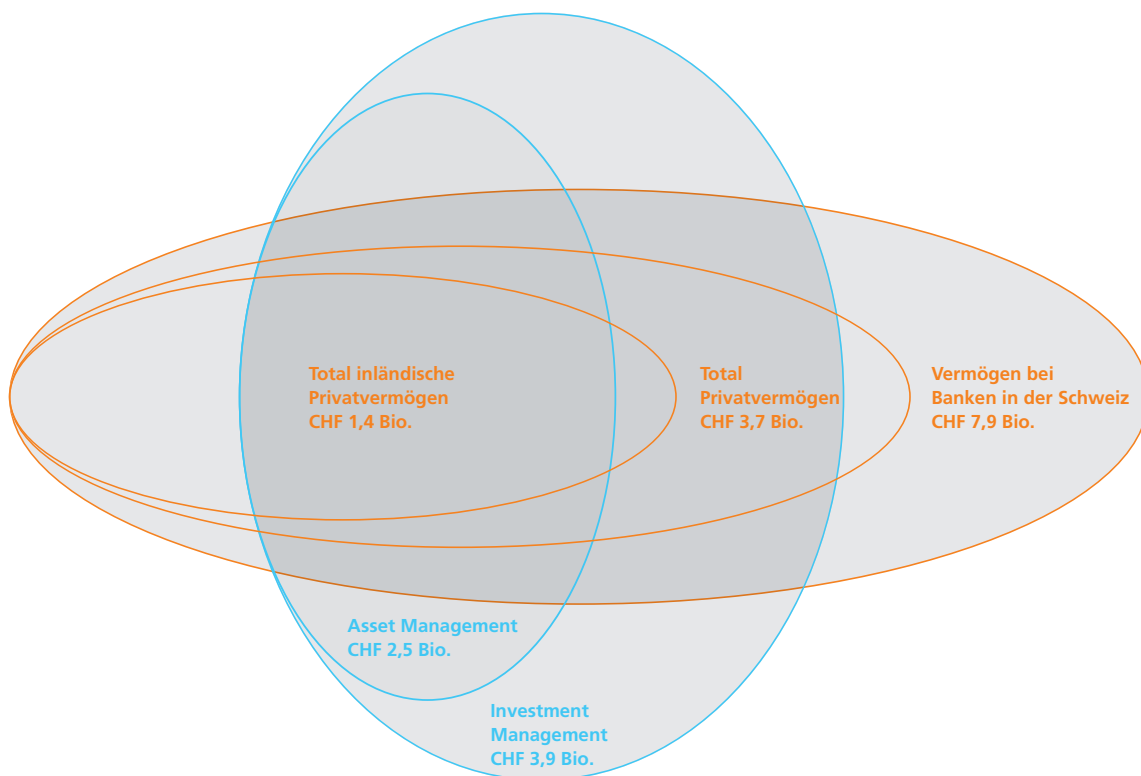 Total inländische
Privatvermögen
CHF 1,4 Bio.
Total
Privatvermögen
CHF 3,7 Bio.
Vermögen bei
Banken in der Schweiz
CHF 7,9 Bio.
Asset Management
CHF 2,5 Bio.
Investment
Management
CHF 3,9 Bio.